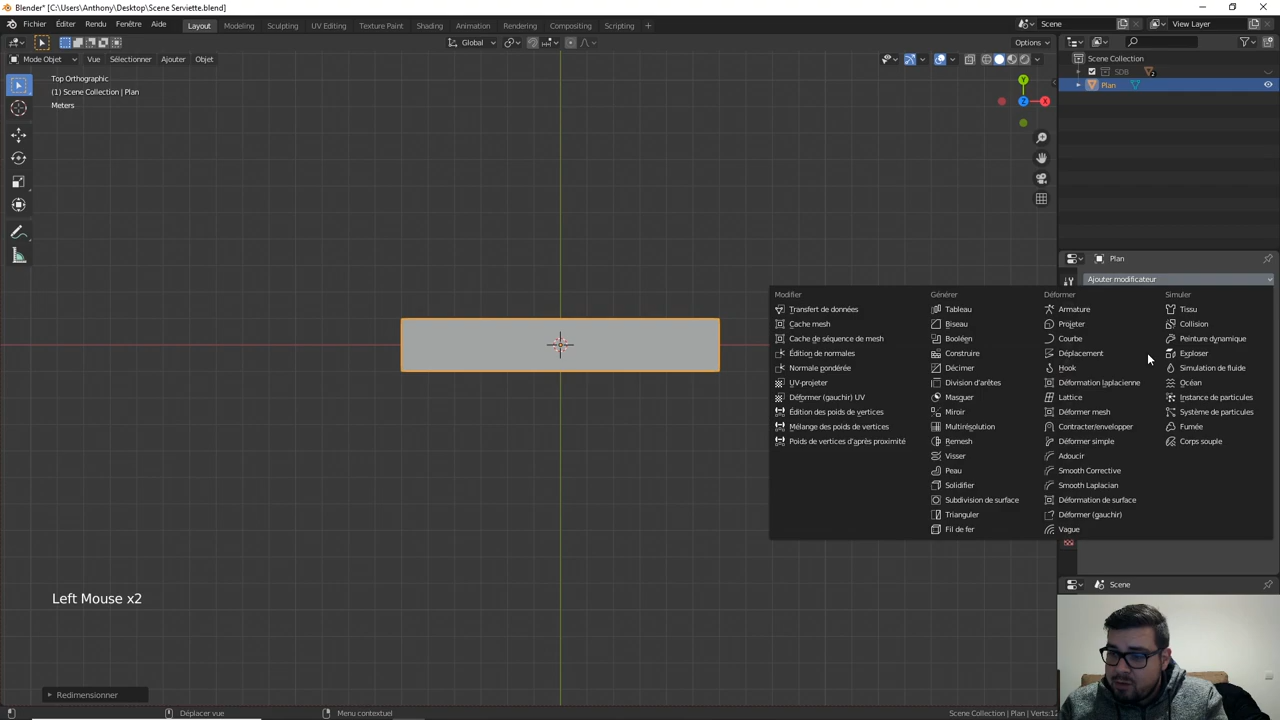 Blender* [C:\Users\Anthony\Desktop\Scene Serviette.blend]
Fichier Éditer Rendu Fenêtre Aide Layout Modeling Sculpting UV Editing Texture Paint Shading Animation Rendering Compositing Scripting + Scene View Layer
Global Options
Mode Objet Vue Sélectionner Ajouter Objet
Top Orthographic
(1) Scene Collection | Plan
Meters
Scene Collection
SDB
2
Plan
Y
Z
X
Plan
Ajouter modificateur
Modifier
Transfert de données
Cache mesh
Cache de séquence de mesh
Édition de normales
Normale pondérée
UV-projeter
Déformer (gauchir) UV
Édition des poids de vertices
Mélange des poids de vertices
Poids de vertices d'après proximité
Générer
Tableau
Biseau
Booléen
Construire
Décimer
Division d'arêtes
Masquer
Miroir
Multirésolution
Remesh
Visser
Peau
Solidifier
Subdivision de surface
Trianguler
Fil de fer
Déformer
Armature
Projeter
Courbe
Déplacement
Hook
Déformation laplacienne
Lattice
Déformer mesh
Contracter/envelopper
Déformer simple
Adoucir
Smooth Corrective
Smooth Laplacian
Déformation de surface
Déformer (gauchir)
Vague
Simuler
Tissu
Collision
Peinture dynamique
Exploser
Simulation de fluide
Océan
Instance de particules
Système de particules
Fumée
Corps souple
Scene
Left Mouse x2
Redimensionner
Déplacer vue Menu contextuel Scene Collection | Plan | Verts:12